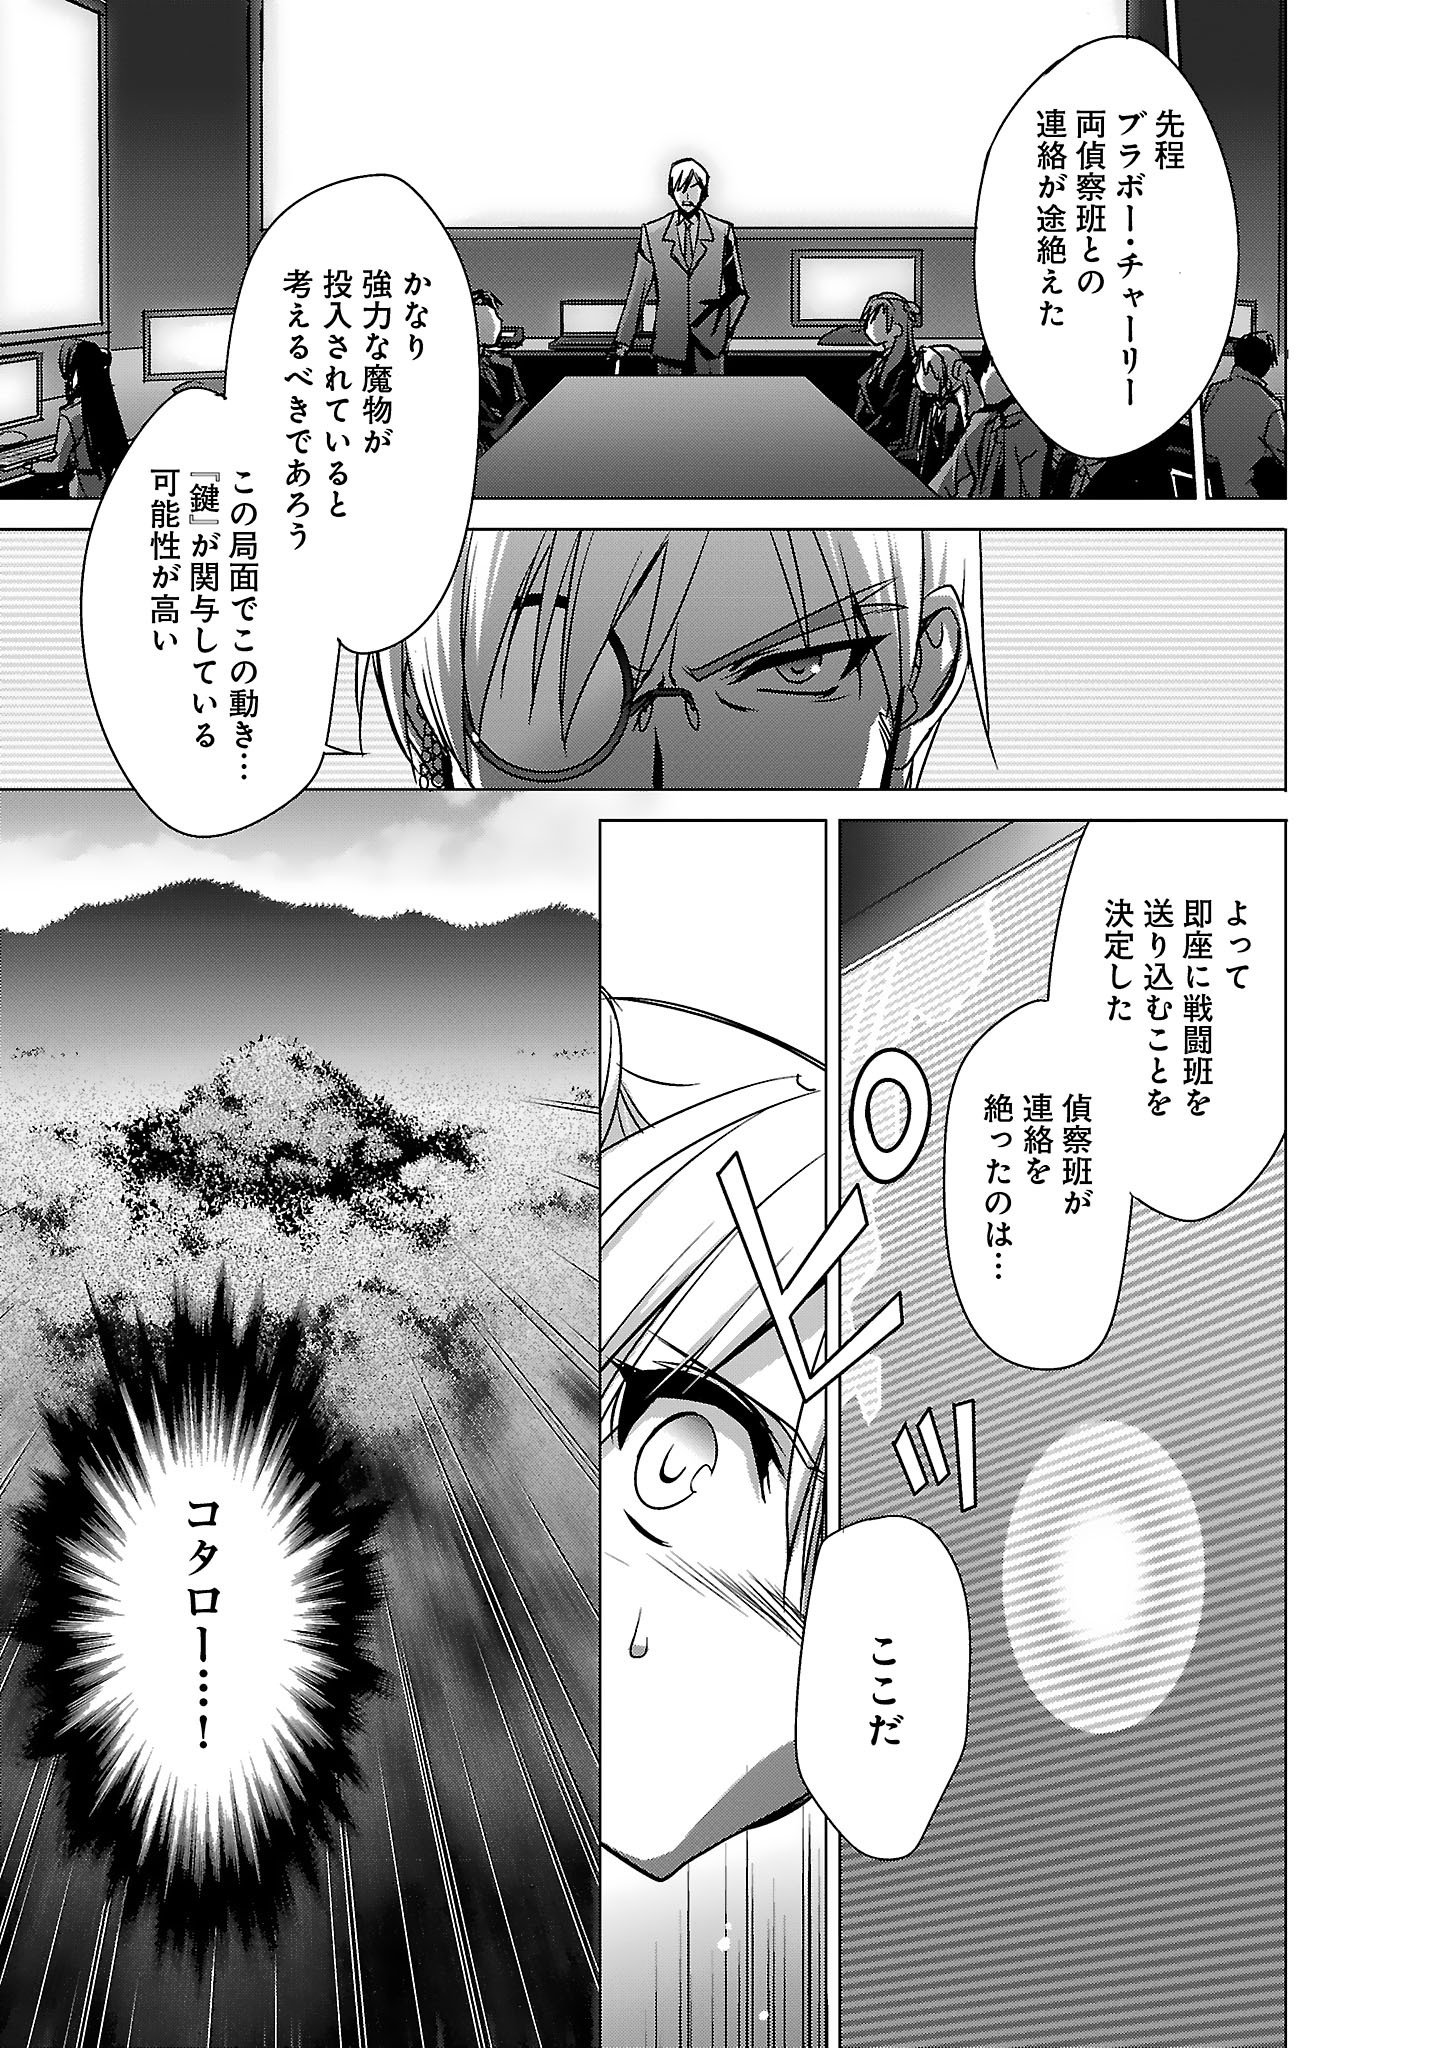 先程
ブラボー・チャーリー
両偵察班との
連絡が途絶えた
かなり
強力な魔物が
投入されていると
考えるべきであろう
この局面でこの動き…
『鍵』が関与している
可能性が高い
よって
即座に戦闘班を
送り込むことを
決定した
偵察班が
連絡を
絶ったのは…
ピッ
ここだ
コタロー……！